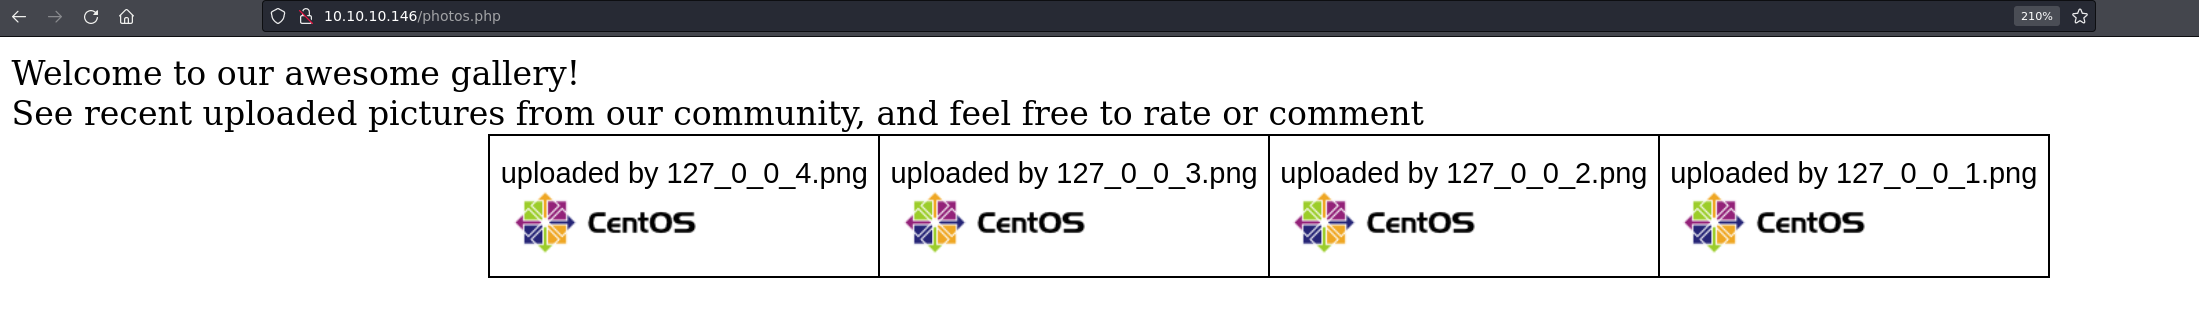 10.10.10.146/photos.php
210%
Welcome to our awesome gallery!
See recent uploaded pictures from our community, and feel free to rate or comment
uploaded by 127_0_0_4.png uploaded by 127_0_0_3.png uploaded by 127_0_0_2.png uploaded by 127_0_0_1.png
CentOS CentOS CentOS CentOS